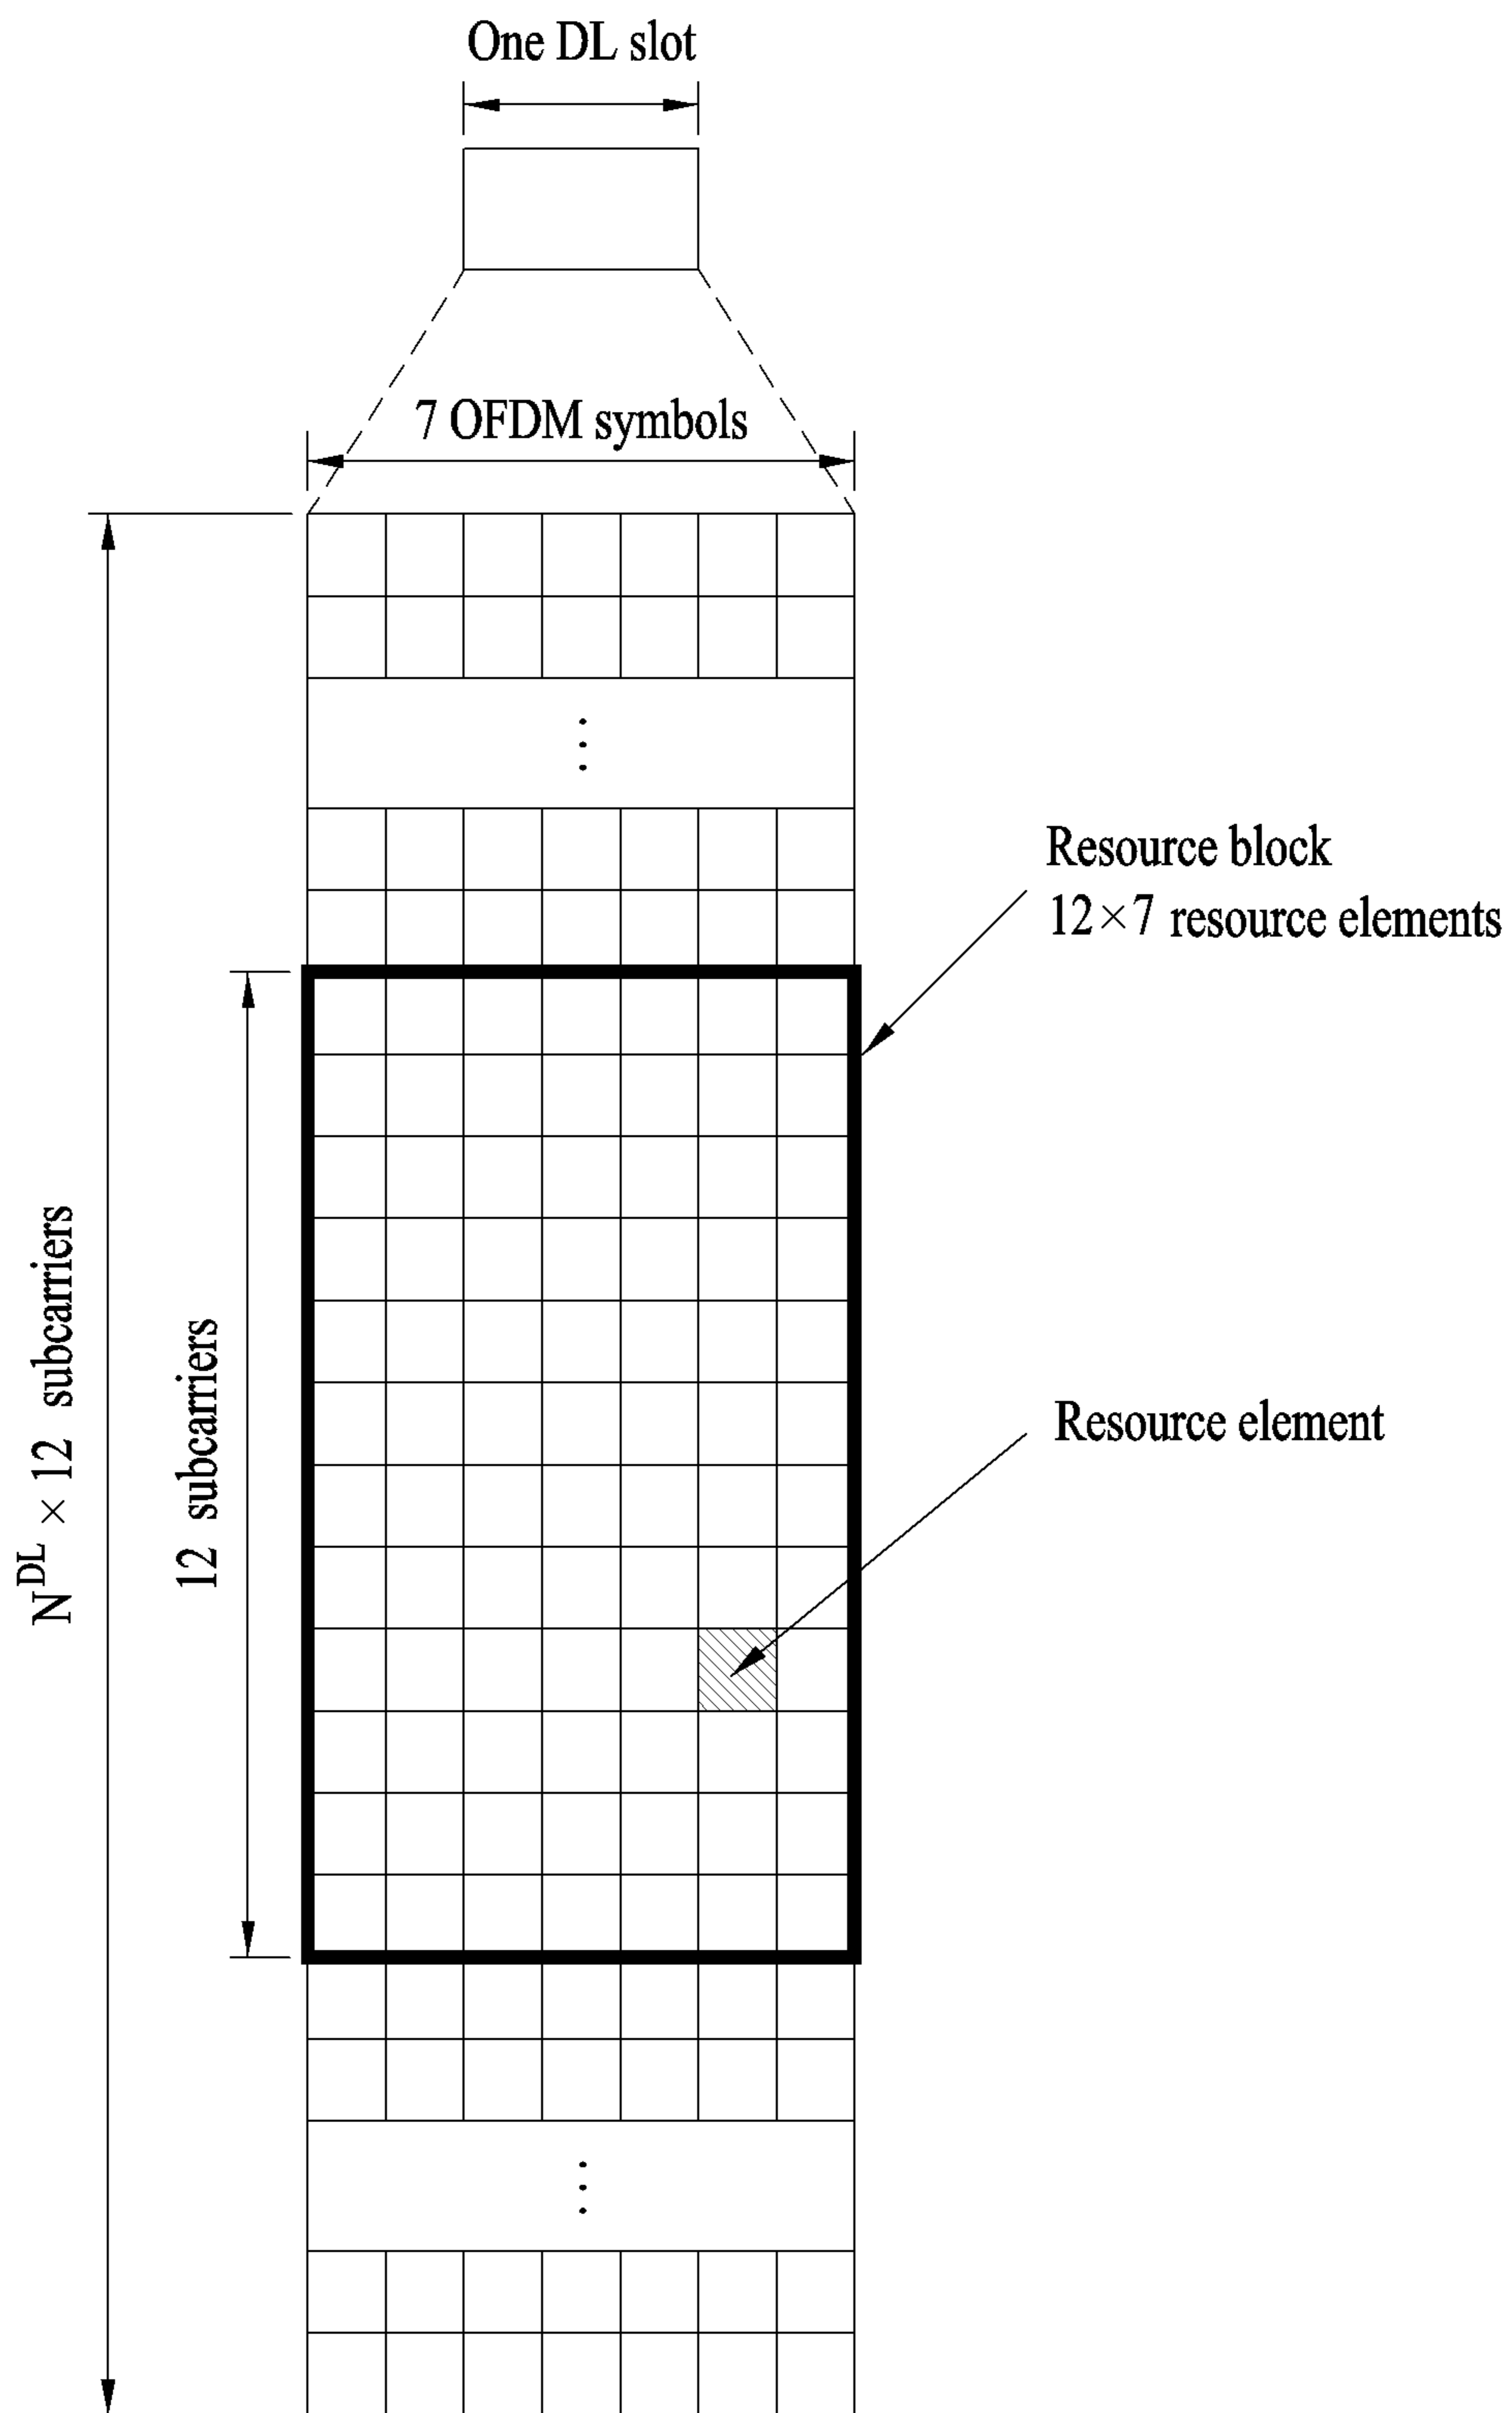 One DL slot
7 OFDM symbols
Resource block
12×7 resource elements
N^DL × 12 subcarriers
12 subcarriers
Resource element